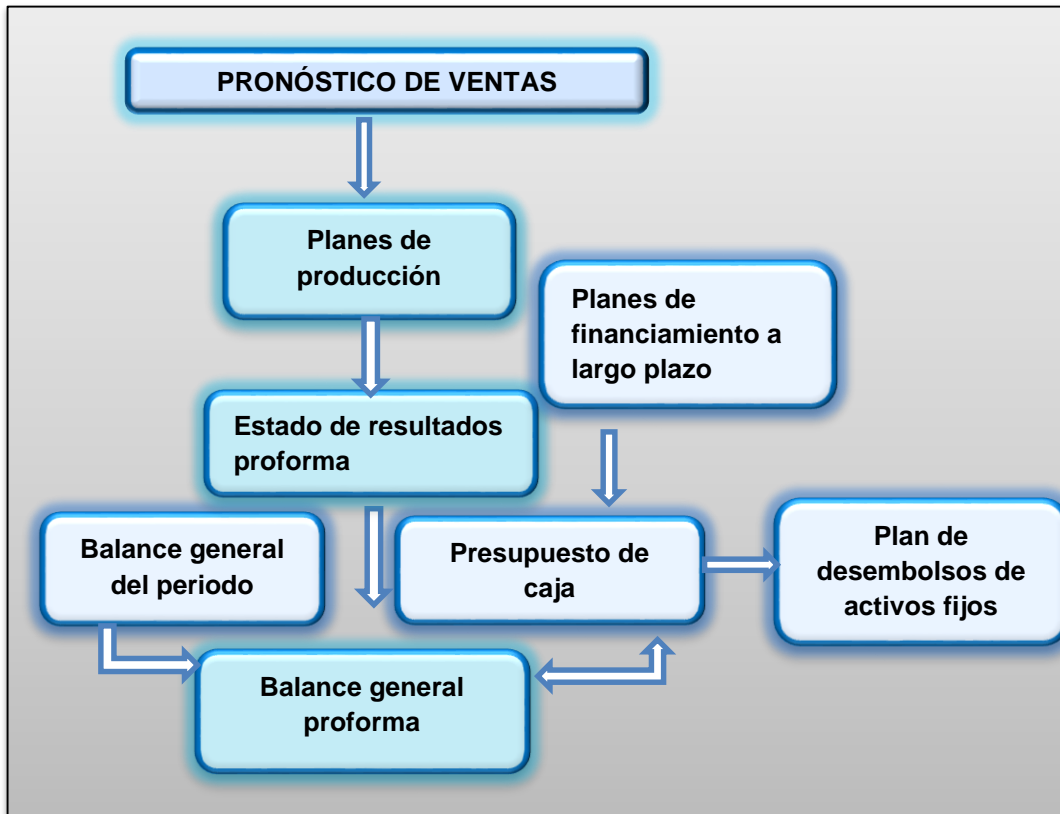 PRONÓSTICO DE VENTAS
Planes de
producción
Planes de
financiamiento a
largo plazo
Estado de resultados
proforma
Balance general
del periodo
Presupuesto de
caja
Plan de
desembolsos de
activos fijos
Balance general
proforma